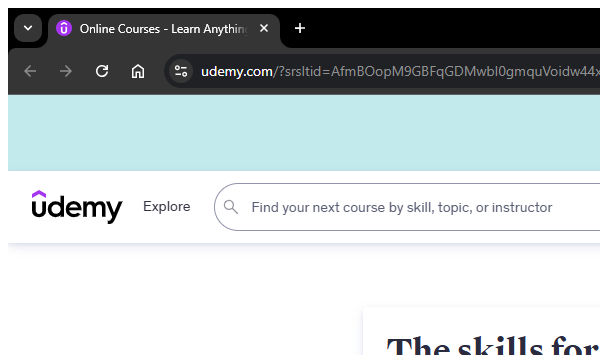 Online Courses - Learn Anything
udemy.com/?srsltid=AfmBOopM9GBFqGDMwbl0gmquVoidw44x
udemy
Explore
Find your next course by skill, topic, or instructor
The skills for